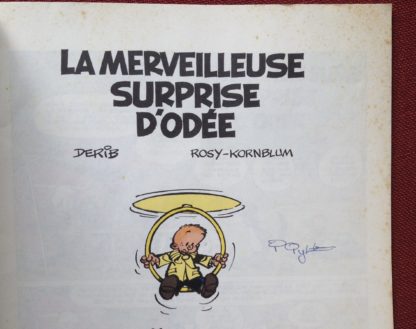 LA MERVEILLEUSE
SURPRISE
D'ODÉE
DERIB ROSY-KORNBLUM